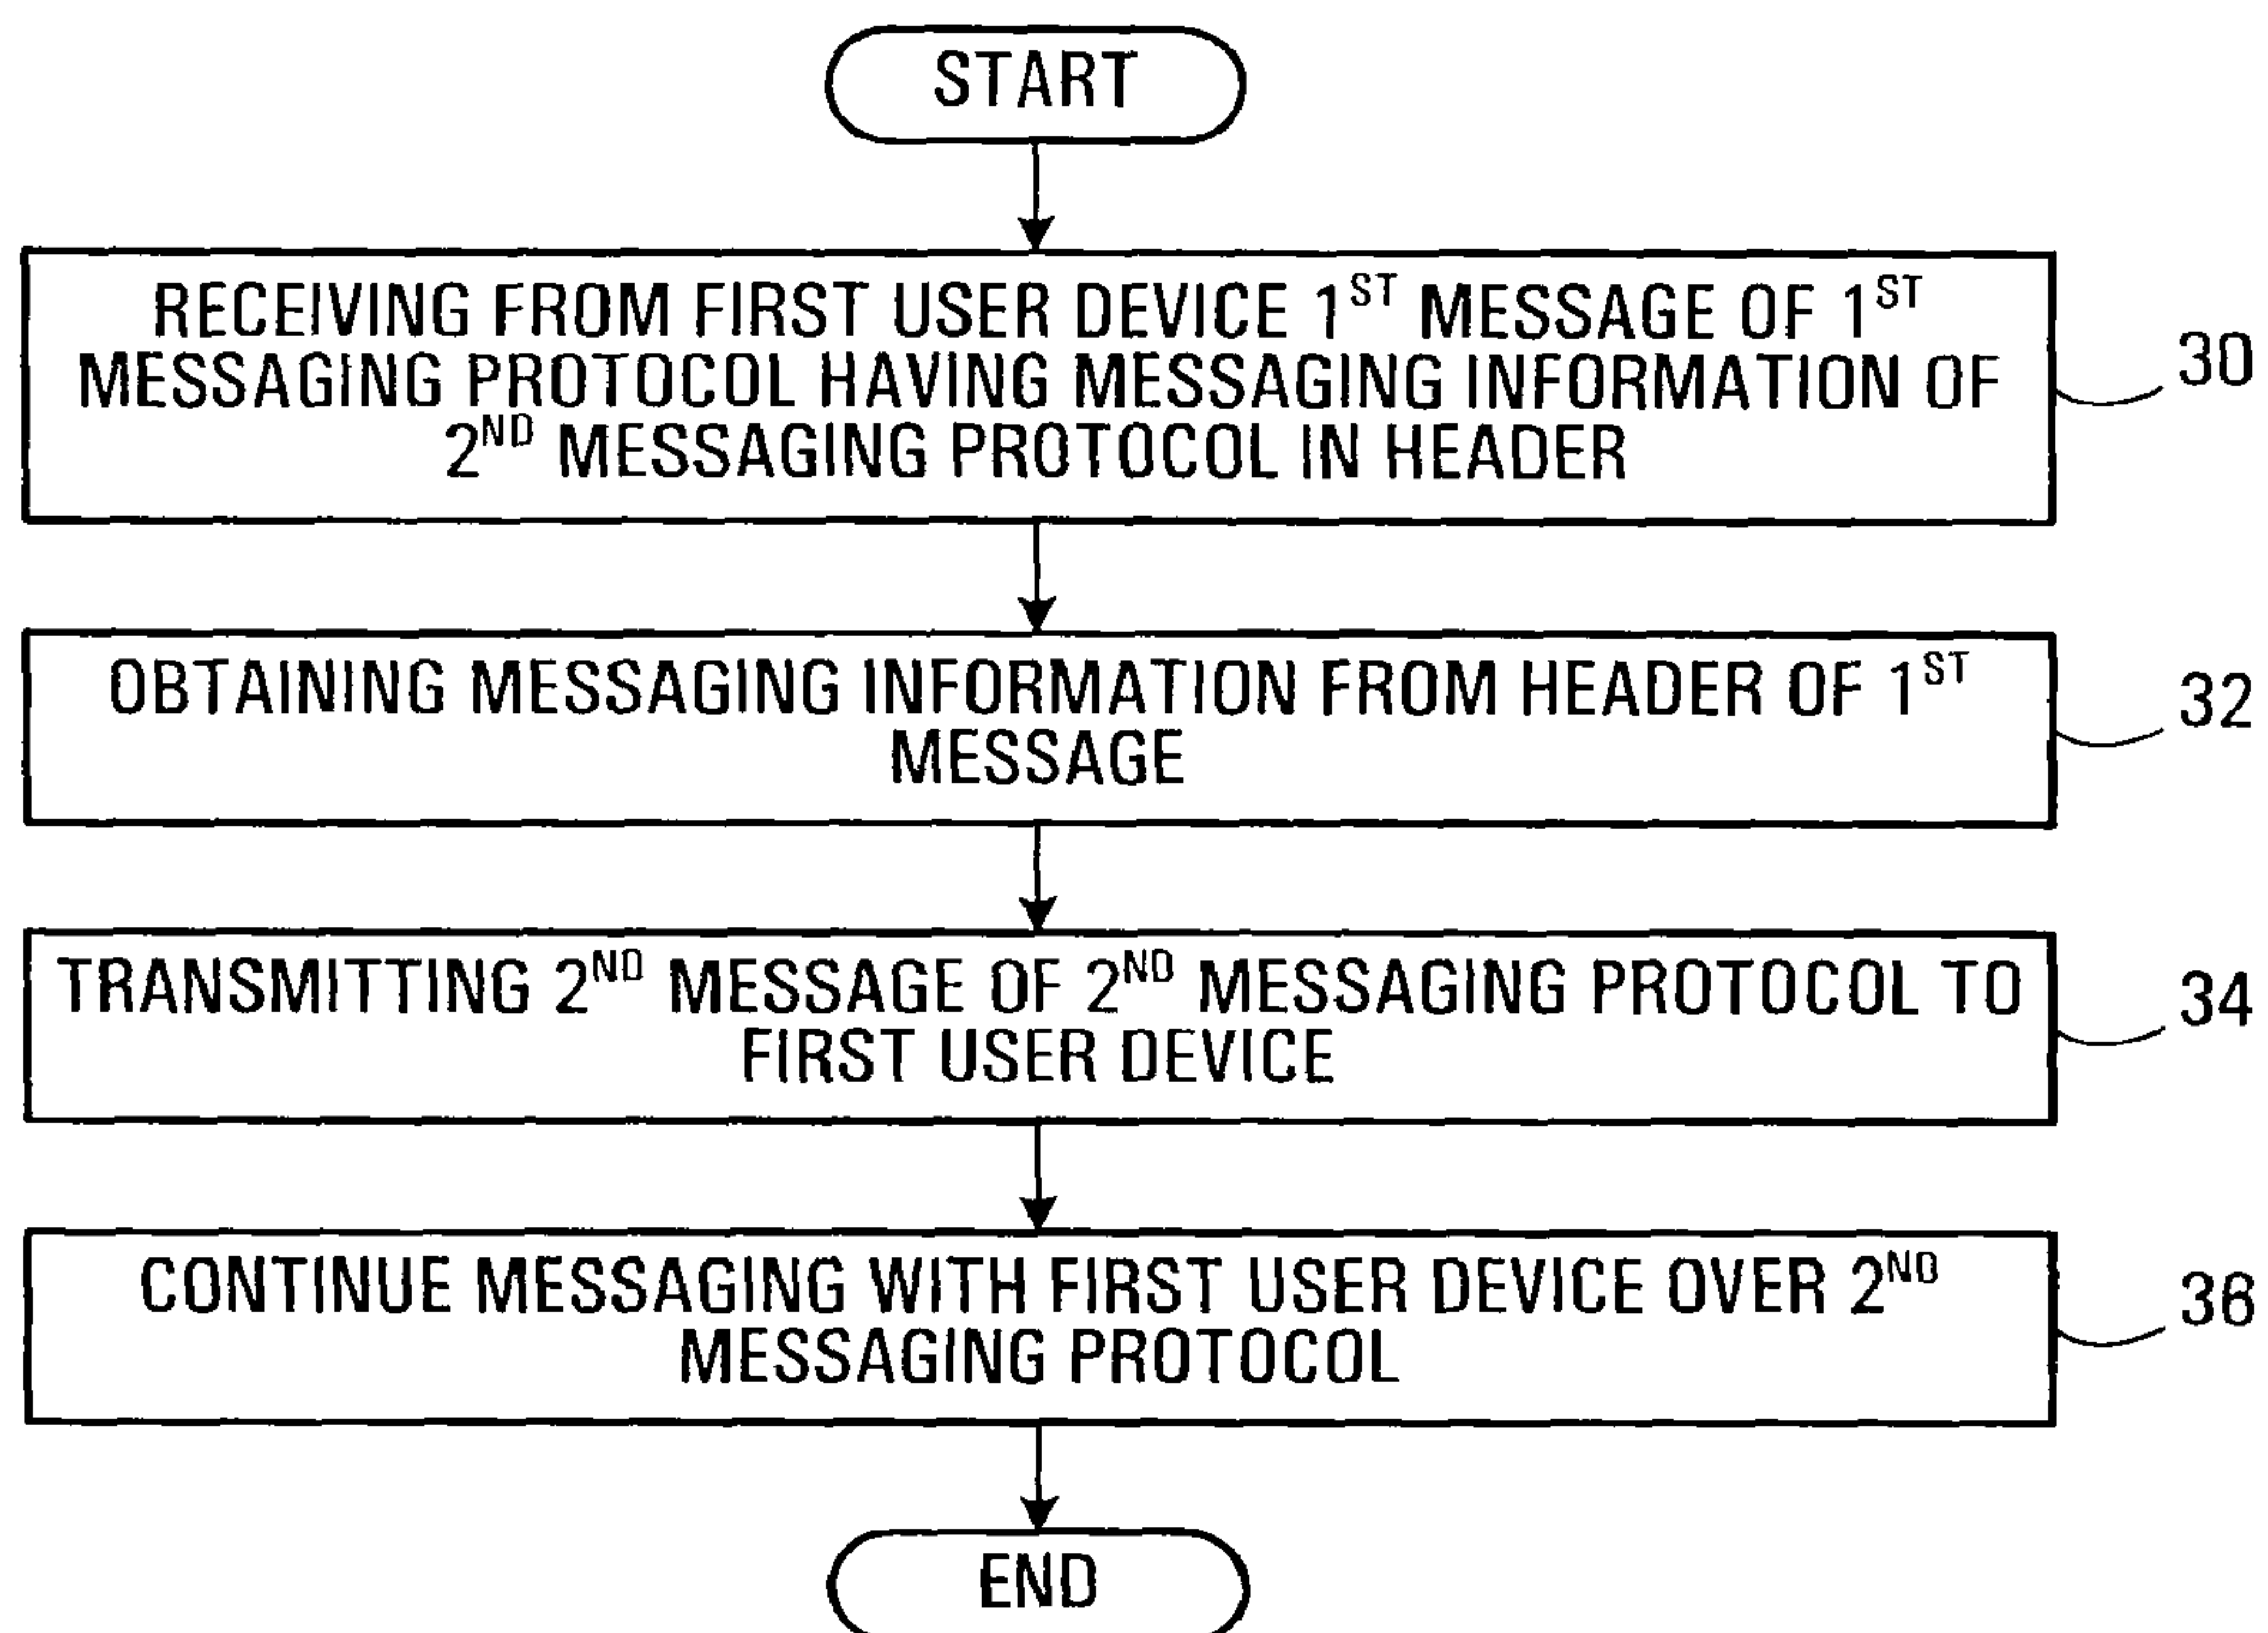 START
RECEIVING FROM FIRST USER DEVICE 1ST MESSAGE OF 1ST
MESSAGING PROTOCOL HAVING MESSAGING INFORMATION OF
2ND MESSAGING PROTOCOL IN HEADER
30
OBTAINING MESSAGING INFORMATION FROM HEADER OF 1ST
MESSAGE
32
TRANSMITTING 2ND MESSAGE OF 2ND MESSAGING PROTOCOL TO
FIRST USER DEVICE
34
CONTINUE MESSAGING WITH FIRST USER DEVICE OVER 2ND
MESSAGING PROTOCOL
36
END